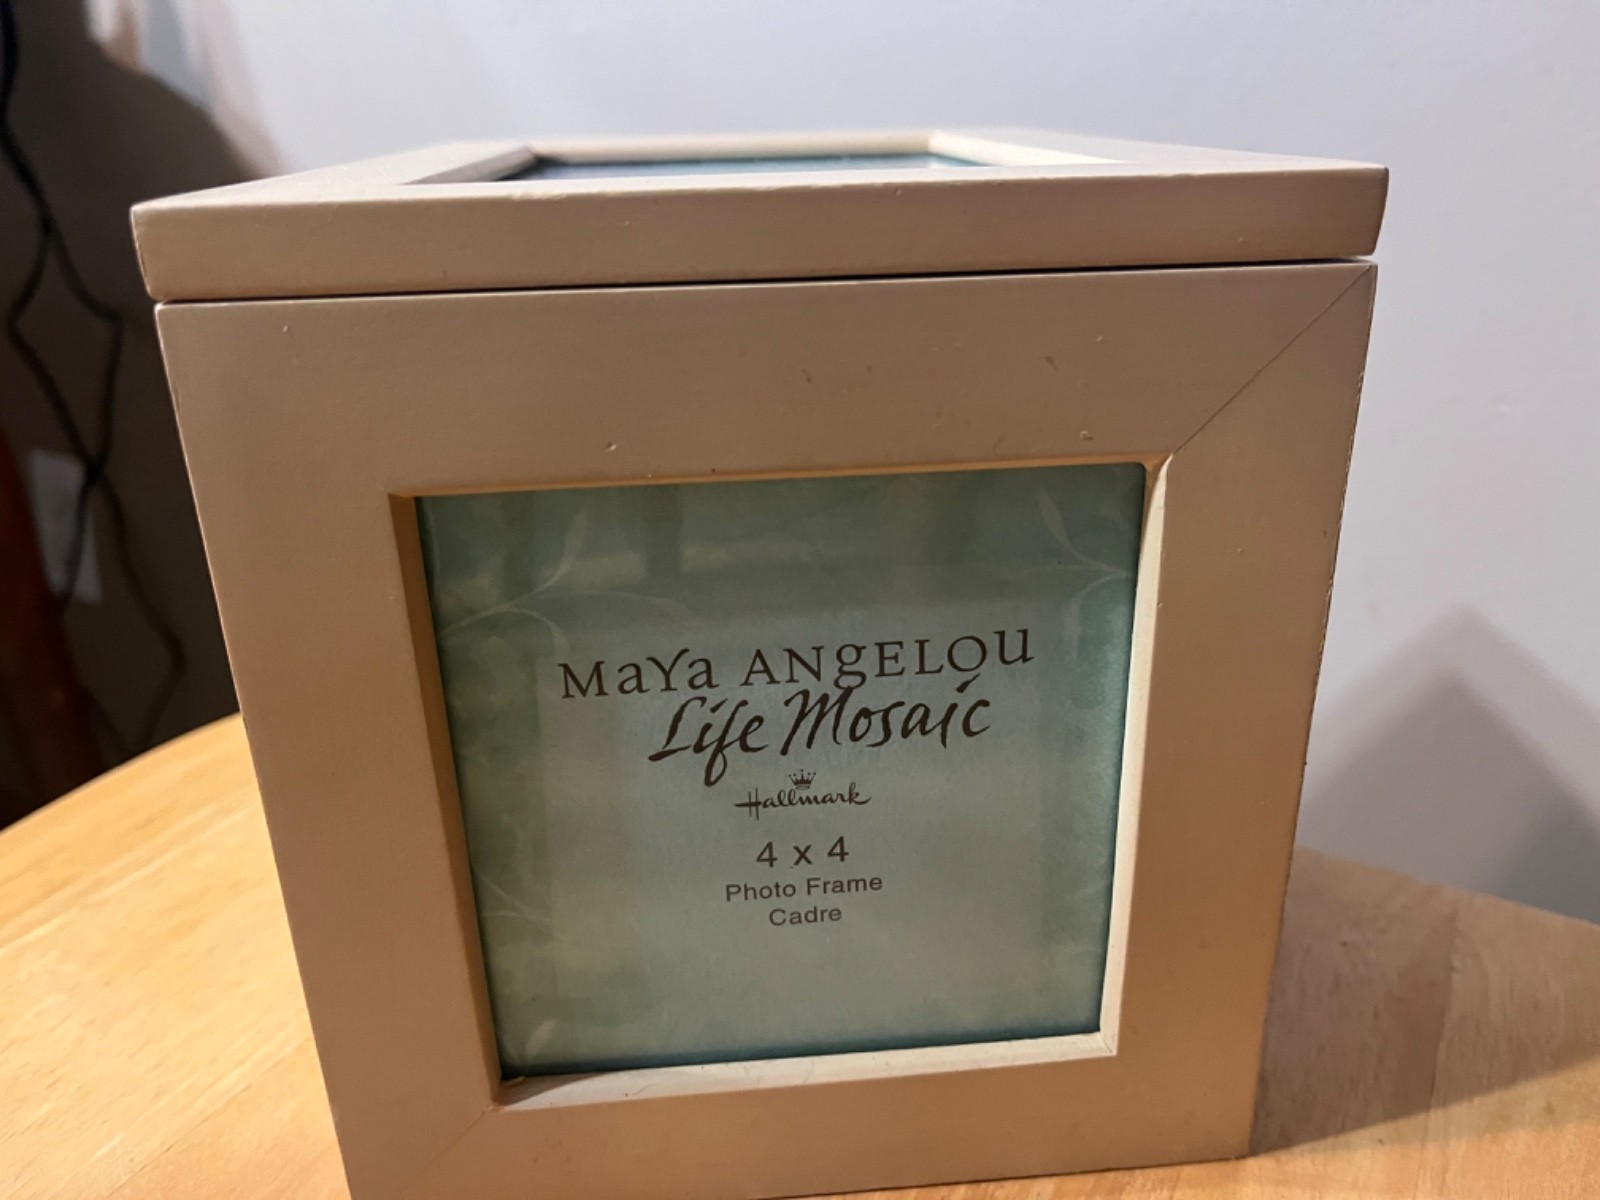 MaYa ANgELOu
Life Mosaic
Hallmark
4 x 4
Photo Frame
Cadre